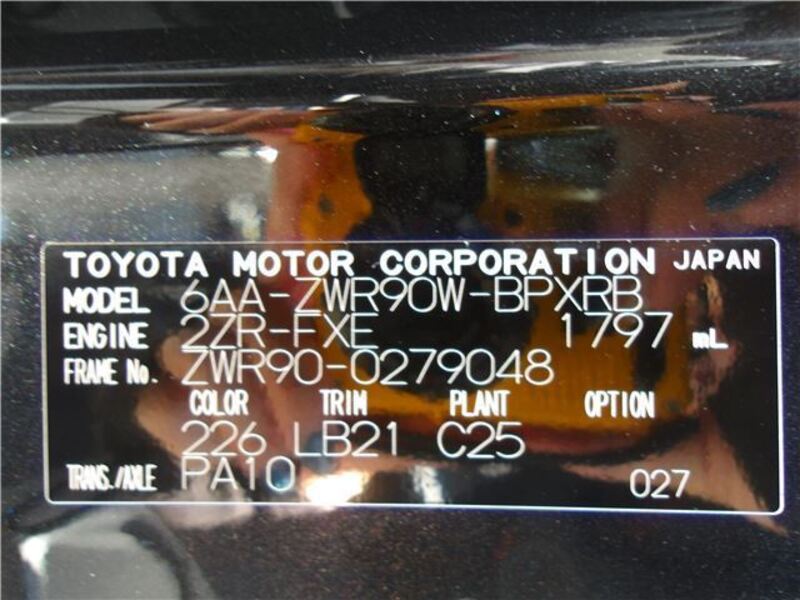 TOYOTA MOTOR CORPORATION JAPAN
MODEL 6AA-ZWR90W-BPXRB
ENGINE 2ZR-FXE 1797 mL
FRAME No. ZWR90-0279048
COLOR TRIM PLANT OPTION
226 LB21 C25
TRANS./AXLE PA10 027